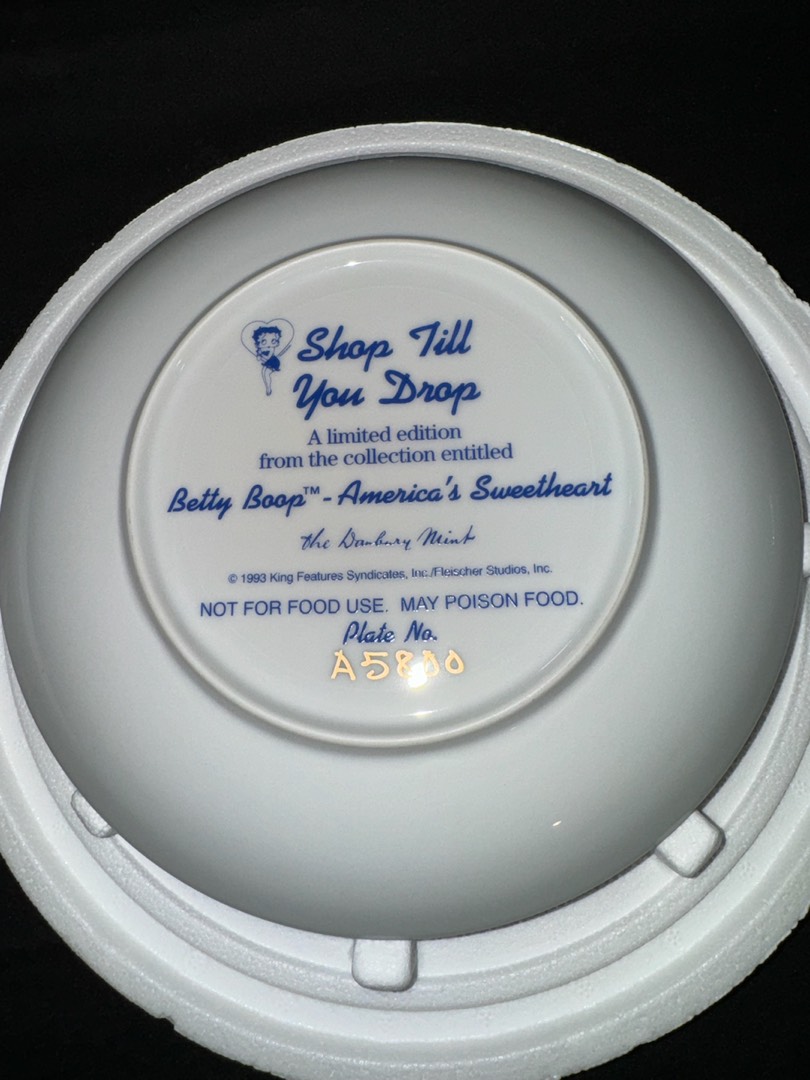 Shop Till
You Drop
A limited edition
from the collection entitled
Betty Boop™ - America's Sweetheart
the Danbury Mint
© 1993 King Features Syndicates, Inc./Fleischer Studios, Inc.
NOT FOR FOOD USE. MAY POISON FOOD.
Plate No.
A5800